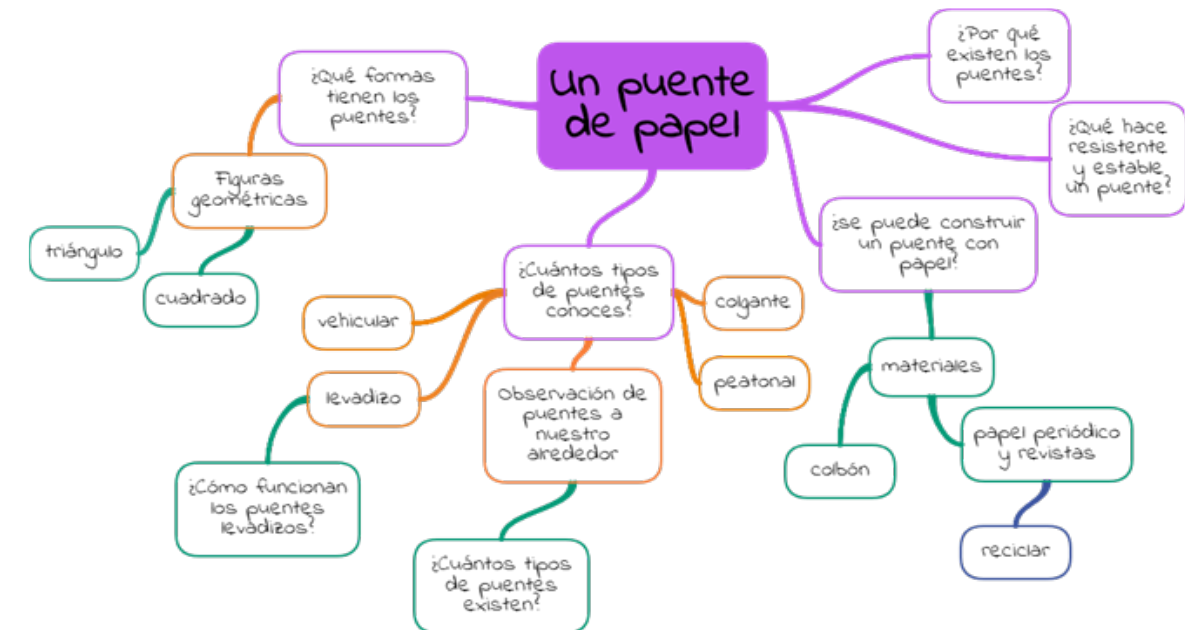 Un puente
de papel
¿Qué formas
tienen los
puentes?
Figuras
geométricas
triángulo
cuadrado
¿Cuántos tipos
de puentes
conoces?
vehicular
levadizo
¿Cómo funcionan
los puentes
levadizos?
Observación de
puentes a
nuestro
alrededor
¿Cuántos tipos
de puentes
existen?
colgante
peatonal
¿Por qué
existen los
puentes?
¿Qué hace
resistente
y estable
un puente?
¿se puede construir
un puente con
papel?
materiales
colbón
papel periódico
y revistas
reciclar